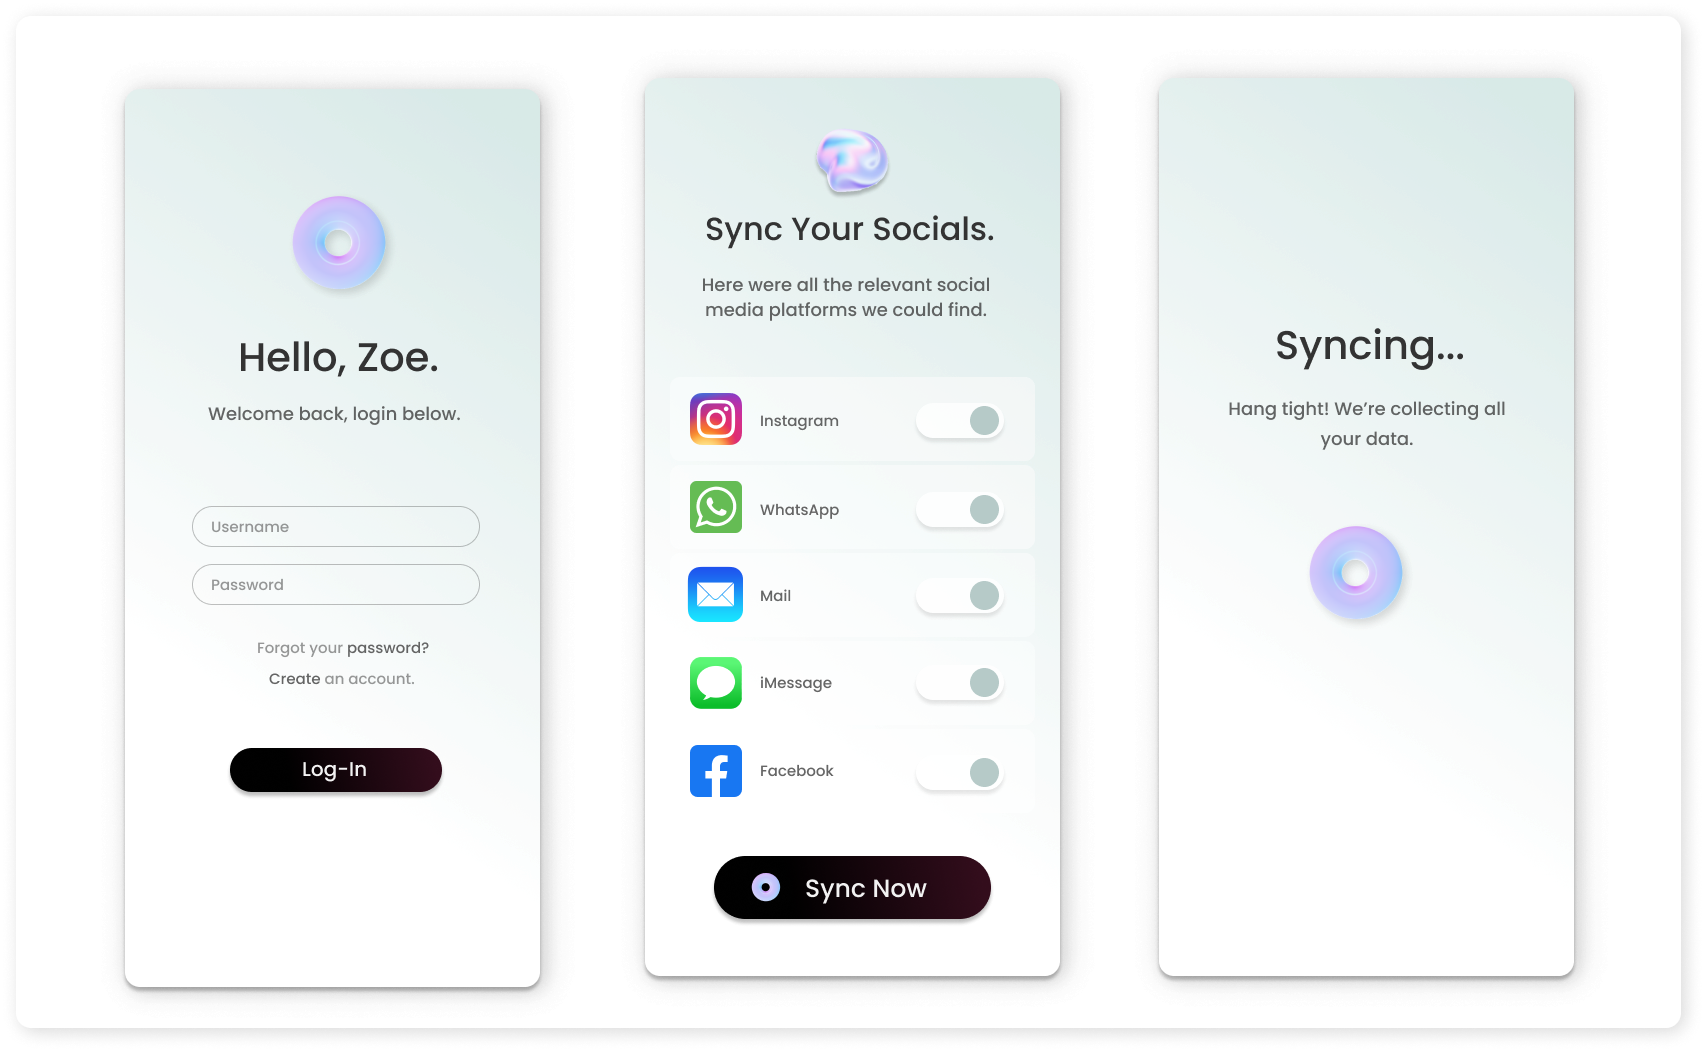 Hello, Zoe.
Welcome back, login below.
Username
Password
Forgot your password?
Create an account.
Log-In
Sync Your Socials.
Here were all the relevant social
media platforms we could find.
Instagram
WhatsApp
Mail
iMessage
Facebook
Sync Now
Syncing...
Hang tight! We’re collecting all
your data.